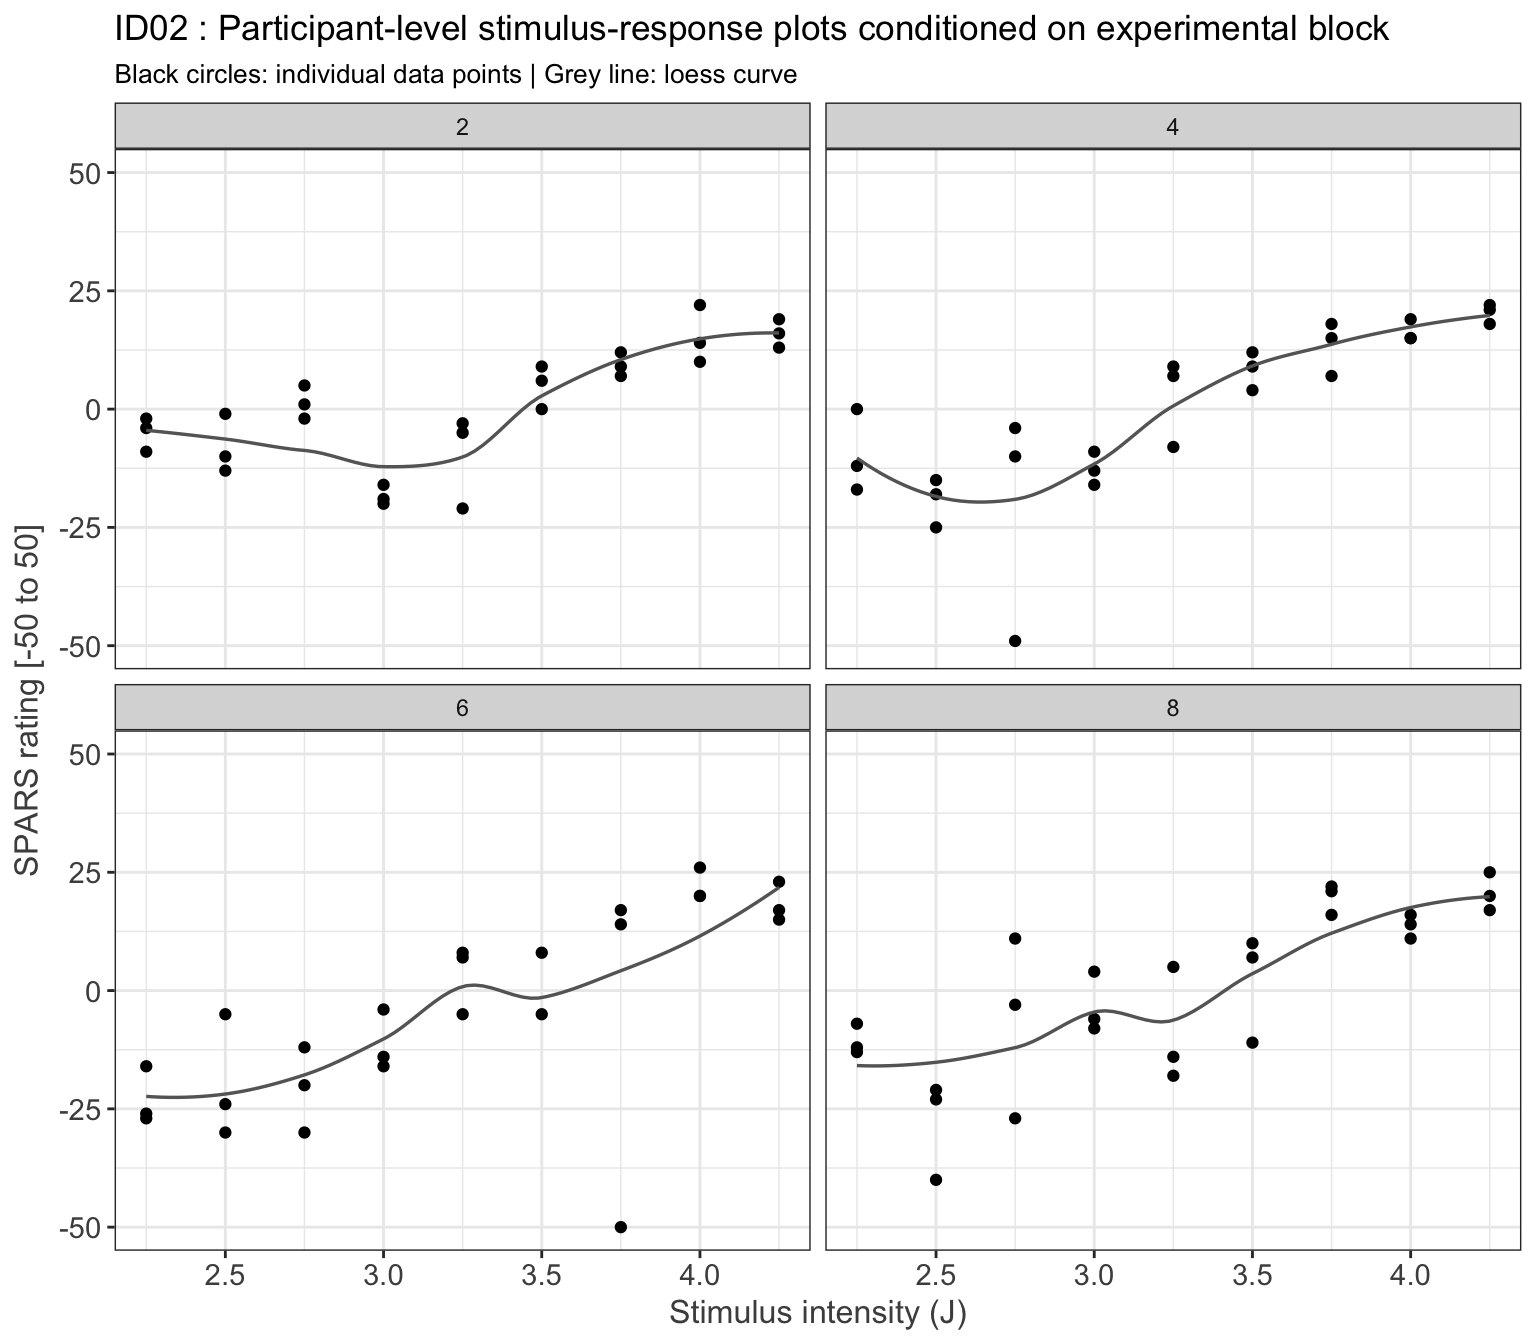 ID02 : Participant-level stimulus-response plots conditioned on experimental block
Black circles: individual data points | Grey line: loess curve
2
4
50
25
0
-25
-50
SPARS rating [-50 to 50]
6
8
50
25
0
-25
-50
2.5 3.0 3.5 4.0
2.5 3.0 3.5 4.0
Stimulus intensity (J)